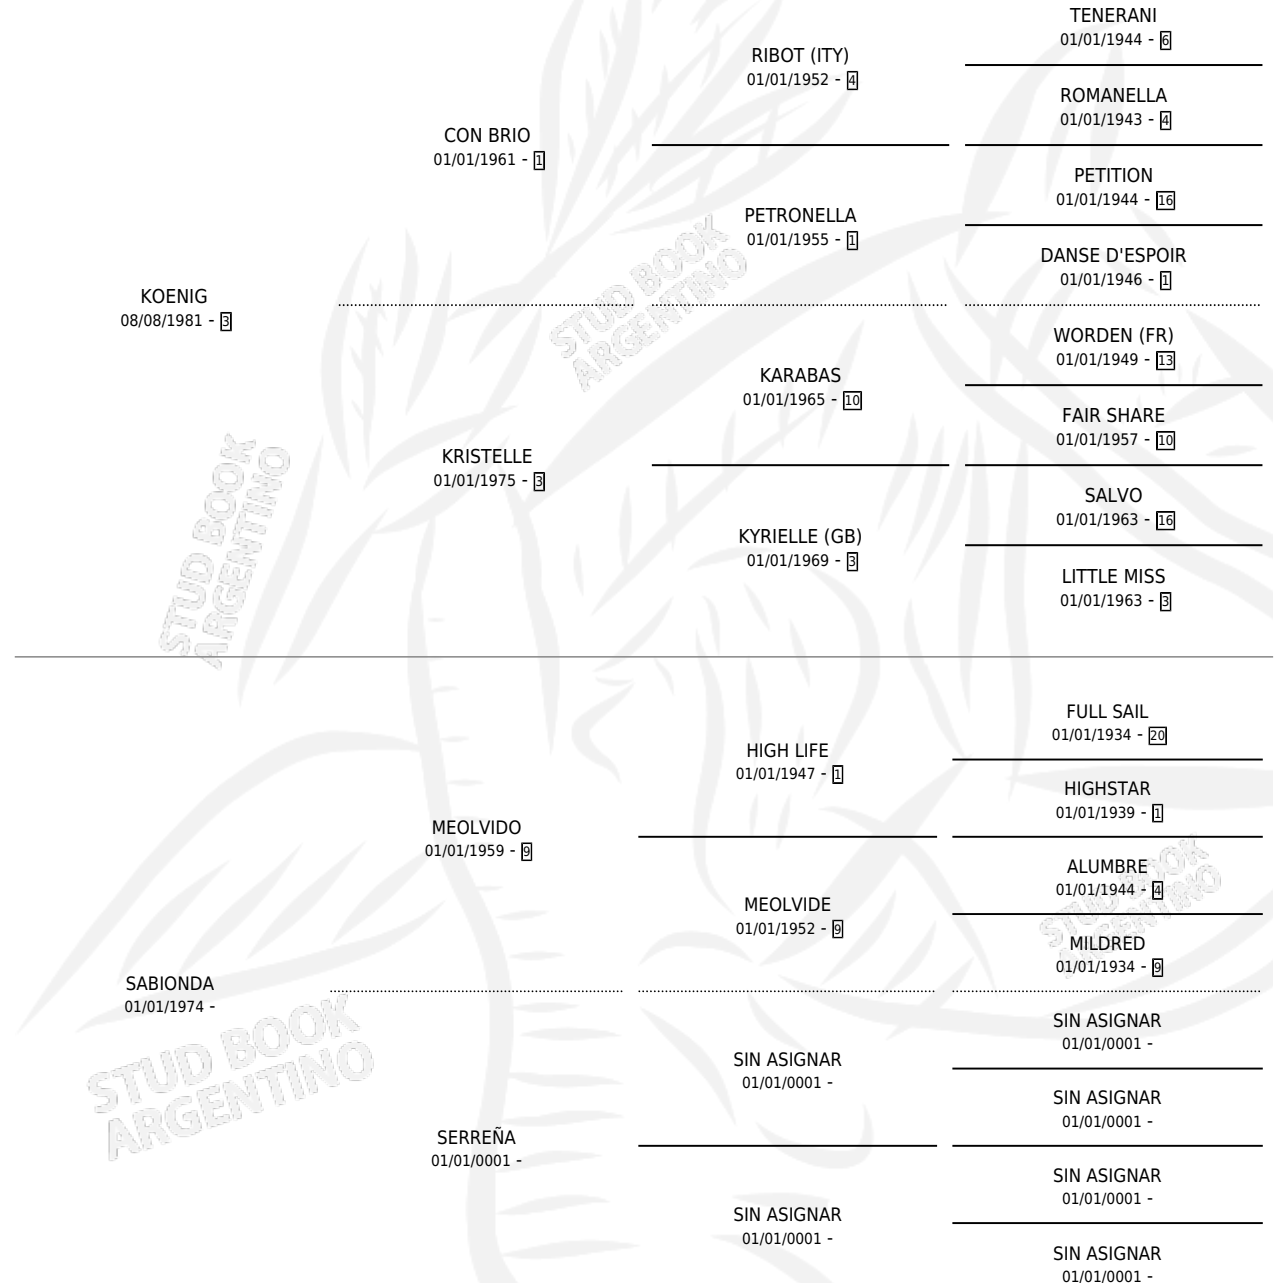 TENERANI
01/01/1944 - 6
RIBOT (ITY)
01/01/1952 - 4
ROMANELLA
01/01/1943 - 4
CON BRIO
01/01/1961 - 1
PETITION
01/01/1944 - 16
PETRONELLA
01/01/1955 - 1
DANSE D'ESPOIR
01/01/1946 - 1
KOENIG
08/08/1981 - 3
WORDEN (FR)
01/01/1949 - 13
KARABAS
01/01/1965 - 10
FAIR SHARE
01/01/1957 - 10
KRISTELLE
01/01/1975 - 3
SALVO
01/01/1963 - 16
KYRIELLE (GB)
01/01/1969 - 3
LITTLE MISS
01/01/1963 - 3
FULL SAIL
01/01/1934 - 20
HIGH LIFE
01/01/1947 - 1
HIGHSTAR
01/01/1939 - 1
MEOLVIDO
01/01/1959 - 9
ALUMBRE
01/01/1944 - 4
MEOLVIDE
01/01/1952 - 9
MILDRED
01/01/1934 - 9
SABIONDA
01/01/1974 -
SIN ASIGNAR
01/01/0001 -
SIN ASIGNAR
01/01/0001 -
SIN ASIGNAR
01/01/0001 -
SERREÑA
01/01/0001 -
SIN ASIGNAR
01/01/0001 -
SIN ASIGNAR
01/01/0001 -
SIN ASIGNAR
01/01/0001 -
STUD BOOK
ARGENTINO
STUD BOOK
ARGENTINO
STUD BOOK
ARGENTINO
STUD BOOK
ARGENTINO